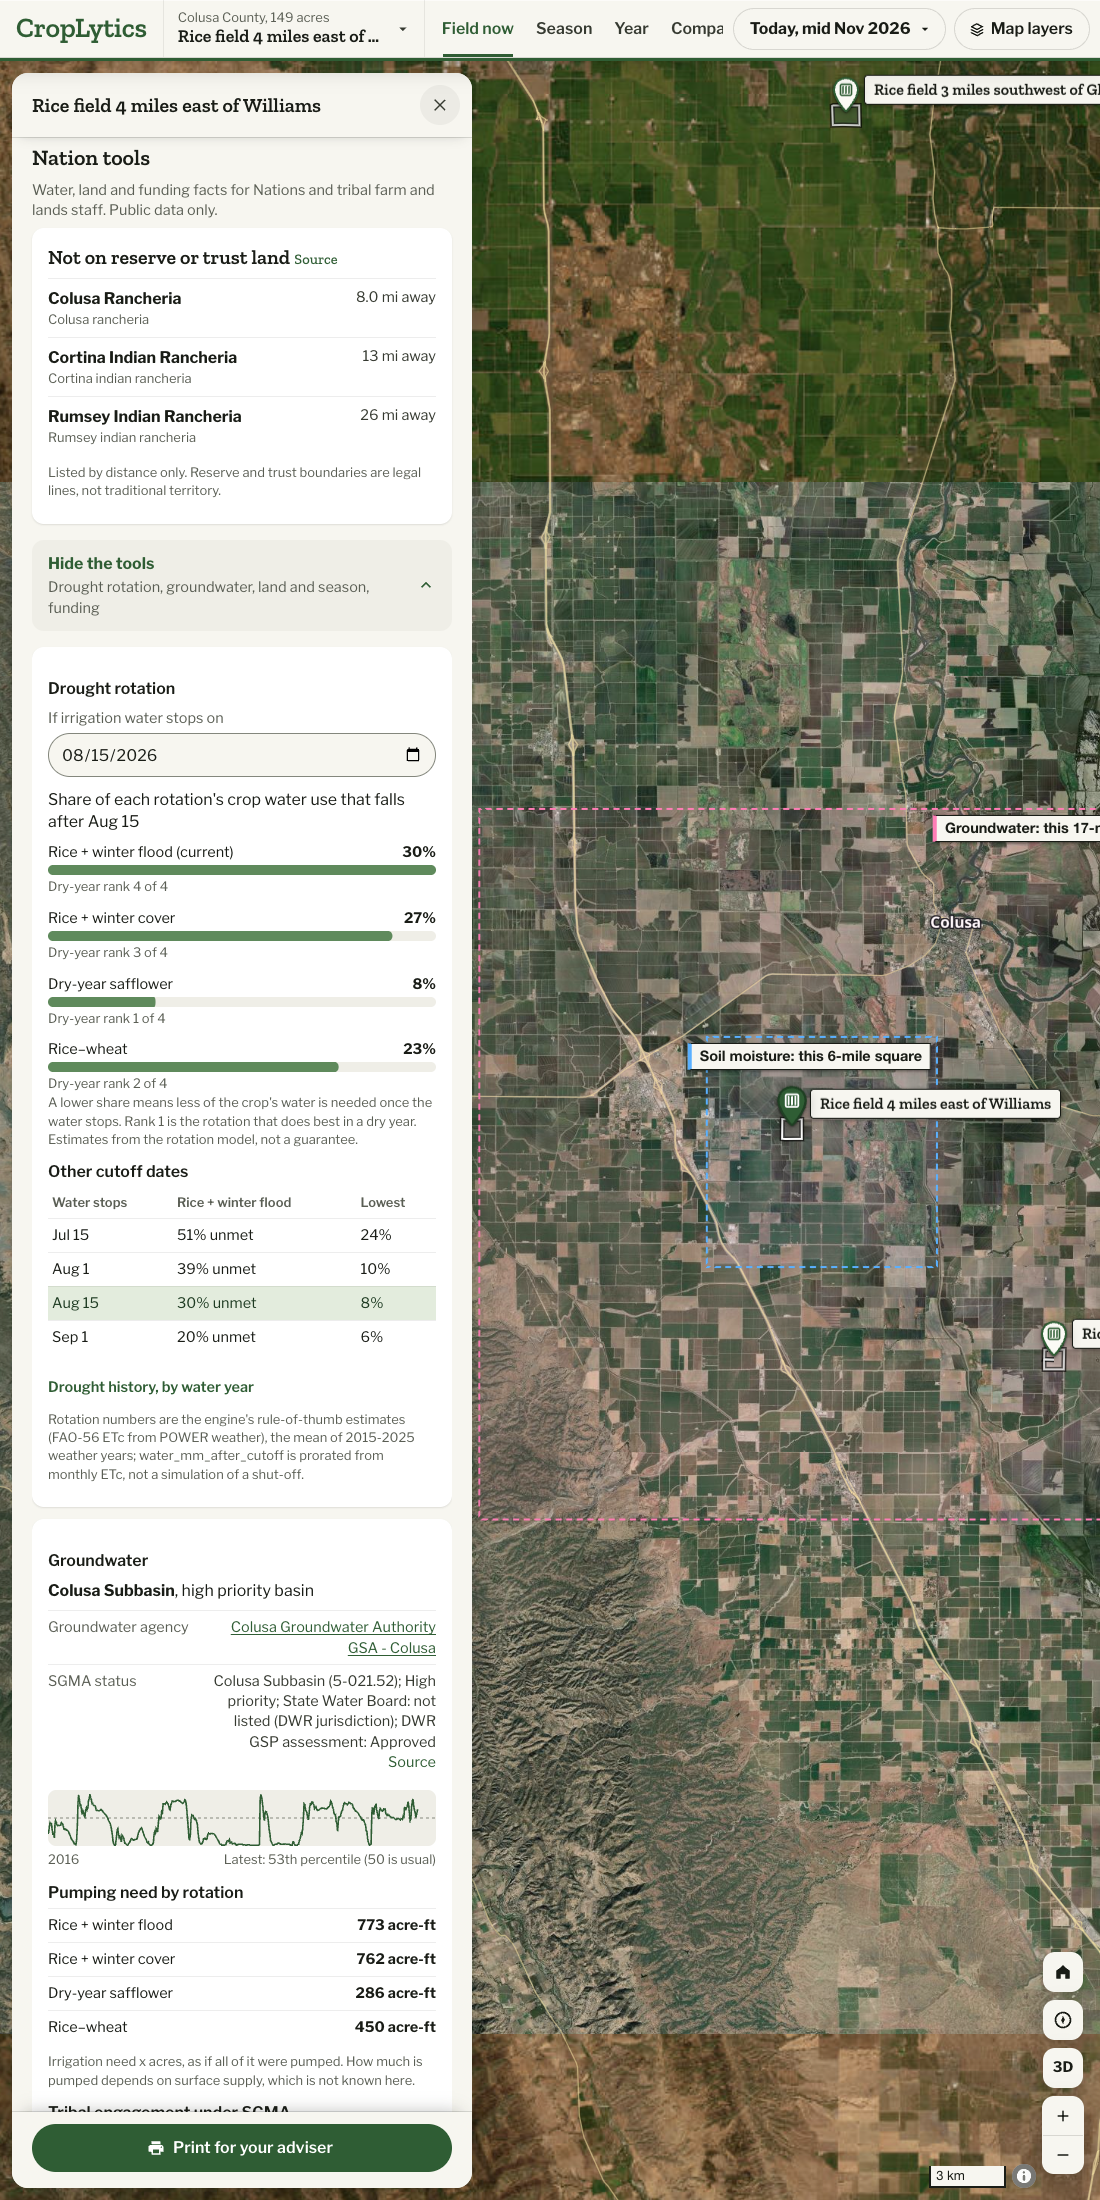 CropLytics
Colusa County, 149 acres
Rice field 4 miles east of ...
Field now
Season
Year
Compa
Today, mid Nov 2026
Map layers
Rice field 4 miles east of Williams
Nation tools
Water, land and funding facts for Nations and tribal farm and
lands staff. Public data only.
Not on reserve or trust land Source
Colusa Rancheria
8.0 mi away
Colusa rancheria
Cortina Indian Rancheria
13 mi away
Cortina indian rancheria
Rumsey Indian Rancheria
26 mi away
Rumsey indian rancheria
Listed by distance only. Reserve and trust boundaries are legal
lines, not traditional territory.
Hide the tools
Drought rotation, groundwater, land and season,
funding
Drought rotation
If irrigation water stops on
08/15/2026
Share of each rotation's crop water use that falls
after Aug 15
Rice + winter flood (current)
30%
Dry-year rank 4 of 4
Rice + winter cover
27%
Dry-year rank 3 of 4
Dry-year safflower
8%
Dry-year rank 1 of 4
Rice–wheat
23%
Dry-year rank 2 of 4
A lower share means less of the crop's water is needed once the
water stops. Rank 1 is the rotation that does best in a dry year.
Estimates from the rotation model, not a guarantee.
Other cutoff dates
Water stops
Rice + winter flood
Lowest
Jul 15
51% unmet
24%
Aug 1
39% unmet
10%
Aug 15
30% unmet
8%
Sep 1
20% unmet
6%
Drought history, by water year
Rotation numbers are the engine's rule-of-thumb estimates
(FAO-56 ETc from POWER weather), the mean of 2015-2025
weather years; water_mm_after_cutoff is prorated from
monthly ETc, not a simulation of a shut-off.
Groundwater
Colusa Subbasin, high priority basin
Groundwater agency
Colusa Groundwater Authority
GSA - Colusa
SGMA status
Colusa Subbasin (5-021.52); High
priority; State Water Board: not
listed (DWR jurisdiction); DWR
GSP assessment: Approved
Source
2016
Latest: 53th percentile (50 is usual)
Pumping need by rotation
Rice + winter flood
773 acre-ft
Rice + winter cover
762 acre-ft
Dry-year safflower
286 acre-ft
Rice–wheat
450 acre-ft
Irrigation need x acres, as if all of it were pumped. How much is
pumped depends on surface supply, which is not known here.
Tribal engagement under SGMA
Print for your adviser
Rice field 3 miles southwest of Gl
Groundwater: this 17-m
Colusa
Soil moisture: this 6-mile square
Rice field 4 miles east of Williams
Ric
3D
3 km